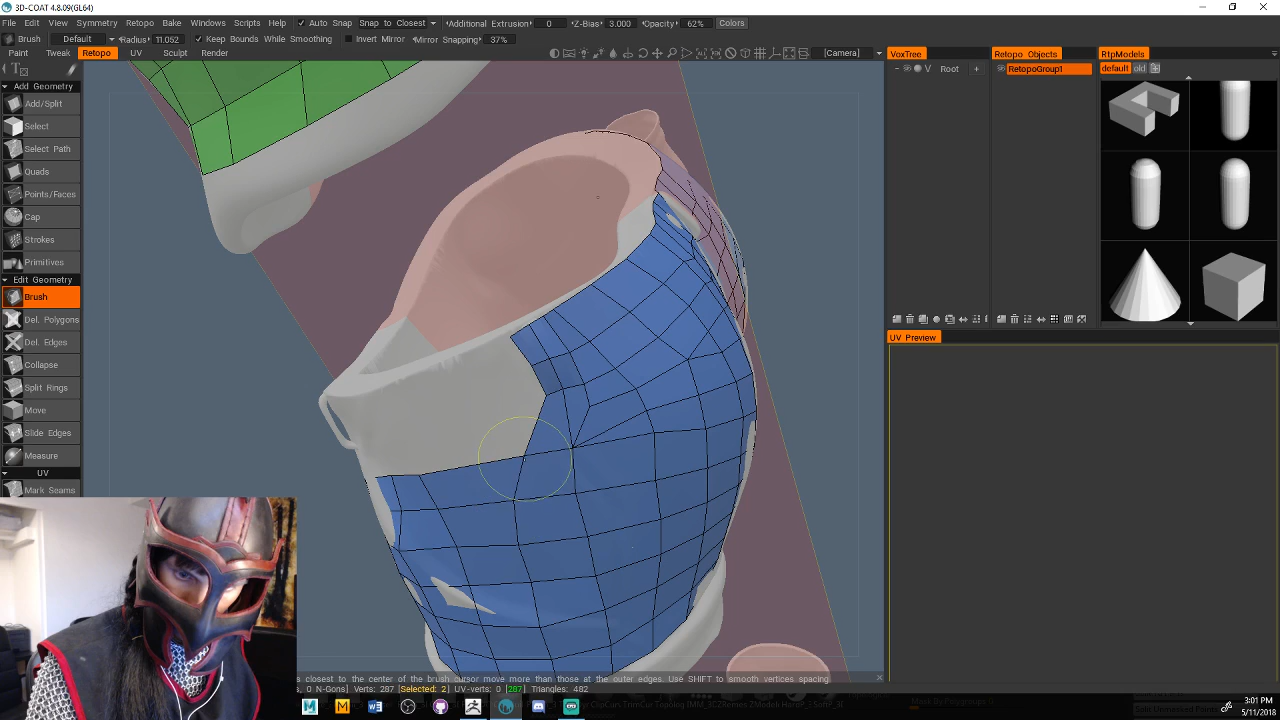 3D-COAT 4.8.09(GL64)
File Edit View Symmetry Retopo Bake Windows Scripts Help Auto Snap Snap to Closest Additional Extrusion 0 Z-Bias 3.000 Opacity 62% Colors
Brush Default Radius 11.052 Keep Bounds While Smoothing Invert Mirror Mirror Snapping 37%
Paint Tweak Retopo UV Sculpt Render [Camera] VoxTree Retopo Objects RtpModels
Root + RetopoGroup1 default old
Add Geometry
Add/Split
Select
Select Path
Quads
Points/Faces
Cap
Strokes
Primitives
Edit Geometry
Brush
Del. Polygons
Del. Edges
Collapse
Split Rings
Move
Slide Edges
Measure
UV
Mark Seams
UV Preview
closest to the center of the brush cursor move more than those at the outer edges. Use SHIFT to smooth vertices spacing
0 N-Gons) Verts: 287 [Selected: 2] UV-verts: 0 [287] Triangles: 482
3:01 PM
5/11/2018